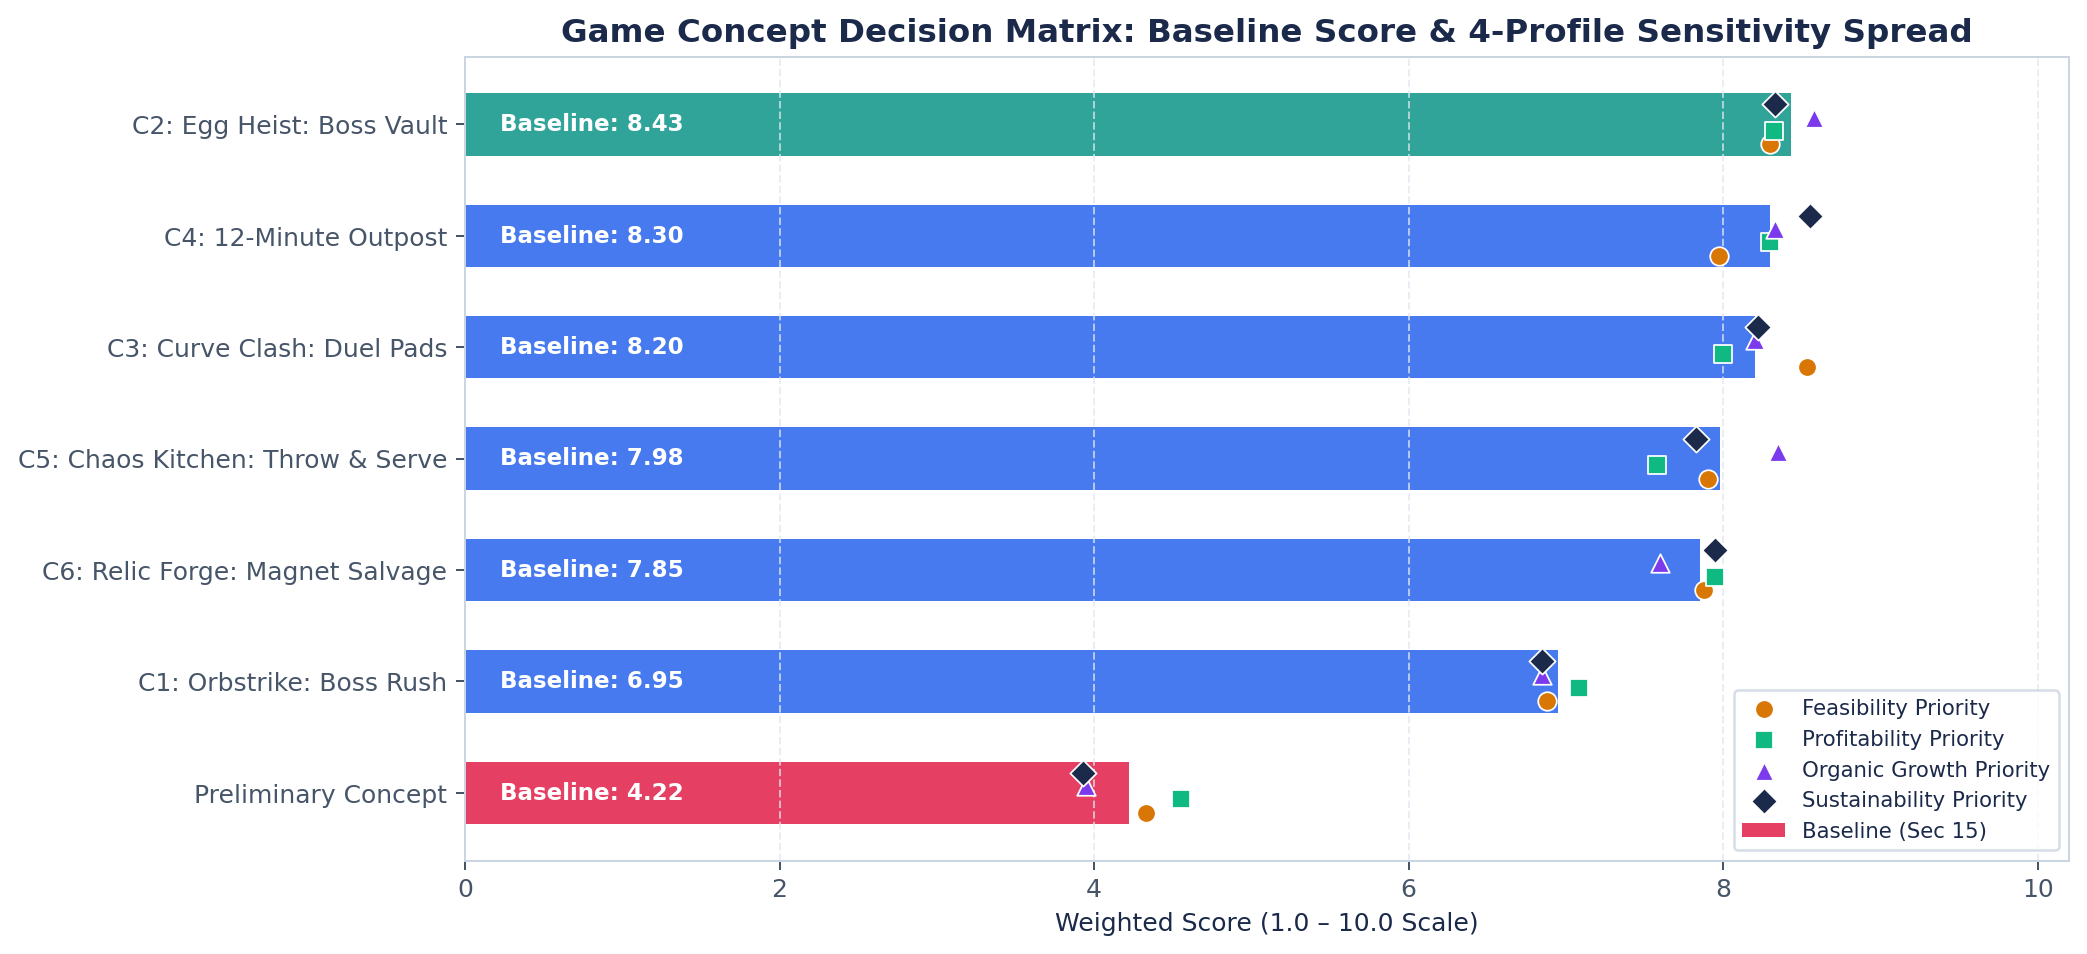 Game Concept Decision Matrix: Baseline Score & 4-Profile Sensitivity Spread
C2: Egg Heist: Boss Vault
Baseline: 8.43
C4: 12-Minute Outpost
Baseline: 8.30
C3: Curve Clash: Duel Pads
Baseline: 8.20
C5: Chaos Kitchen: Throw & Serve
Baseline: 7.98
C6: Relic Forge: Magnet Salvage
Baseline: 7.85
C1: Orbstrike: Boss Rush
Baseline: 6.95
Preliminary Concept
Baseline: 4.22
Feasibility Priority
Profitability Priority
Organic Growth Priority
Sustainability Priority
Baseline (Sec 15)
0 2 4 6 8 10
Weighted Score (1.0 – 10.0 Scale)